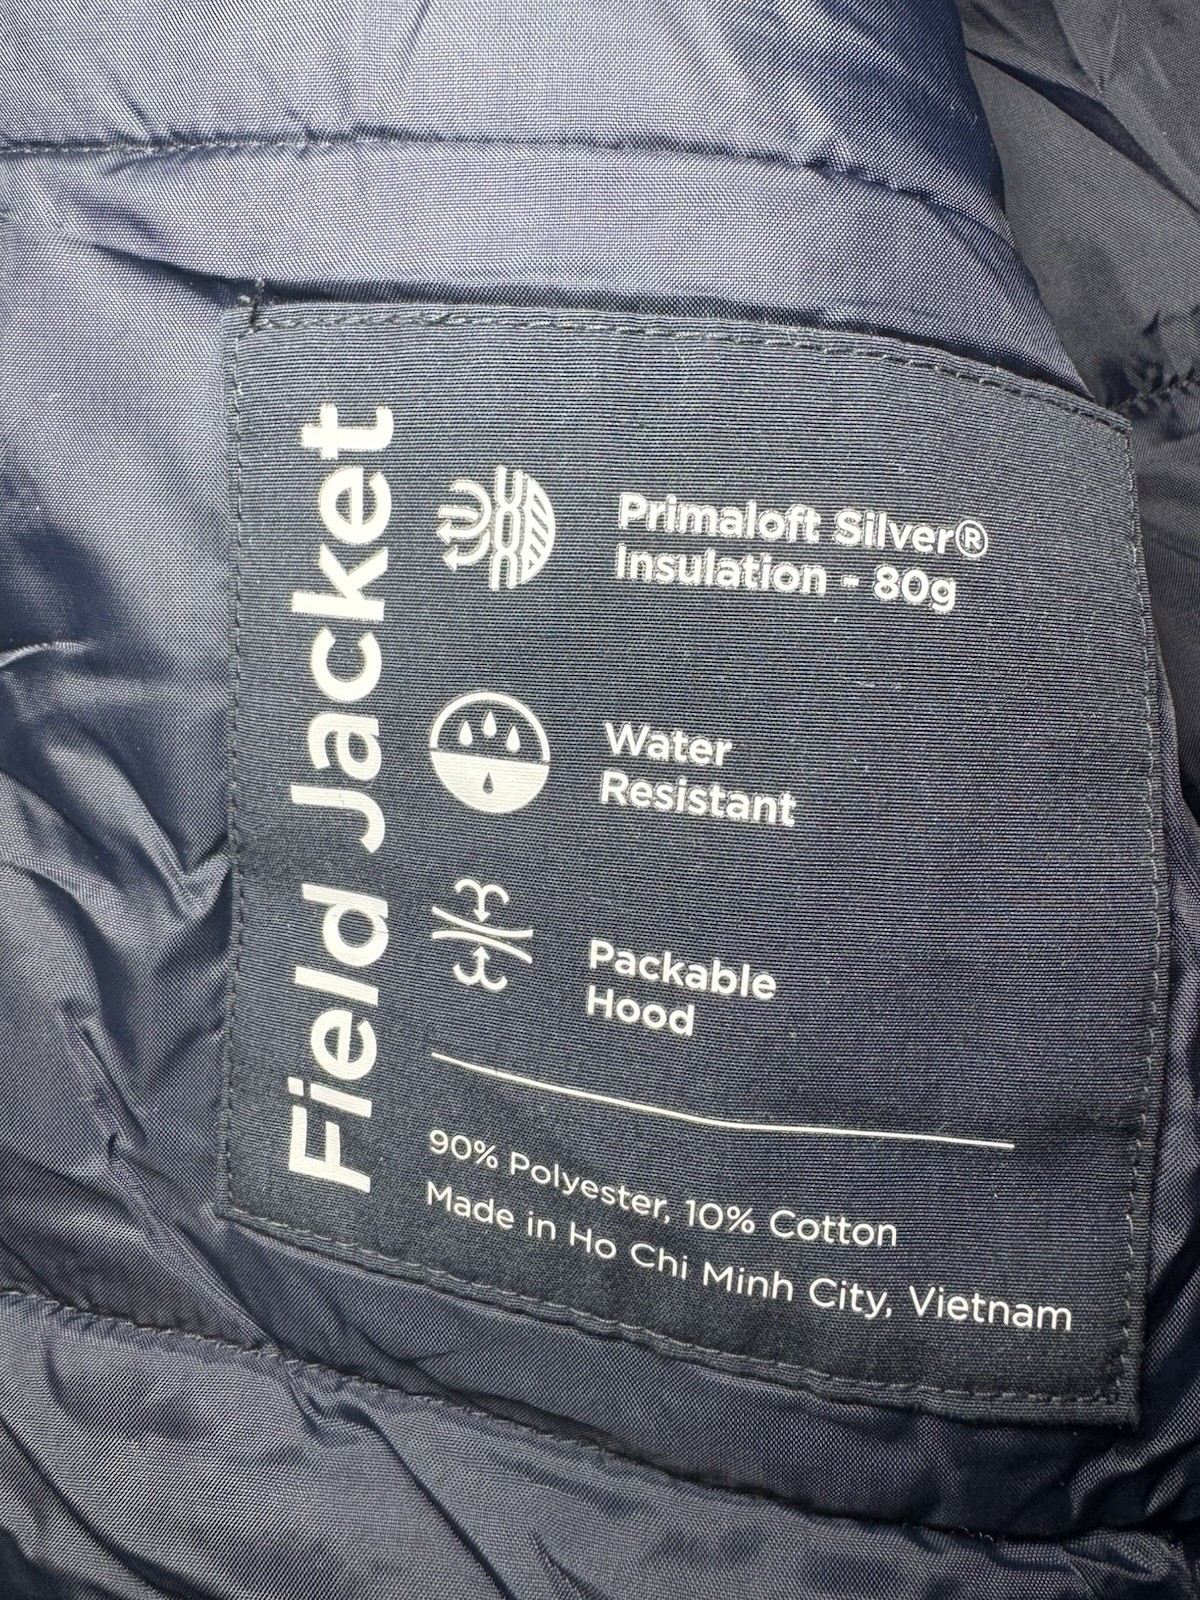 Field Jacket
Primaloft Silver®
Insulation - 80g
Water
Resistant
Packable
Hood
90% Polyester, 10% Cotton
Made in Ho Chi Minh City, Vietnam